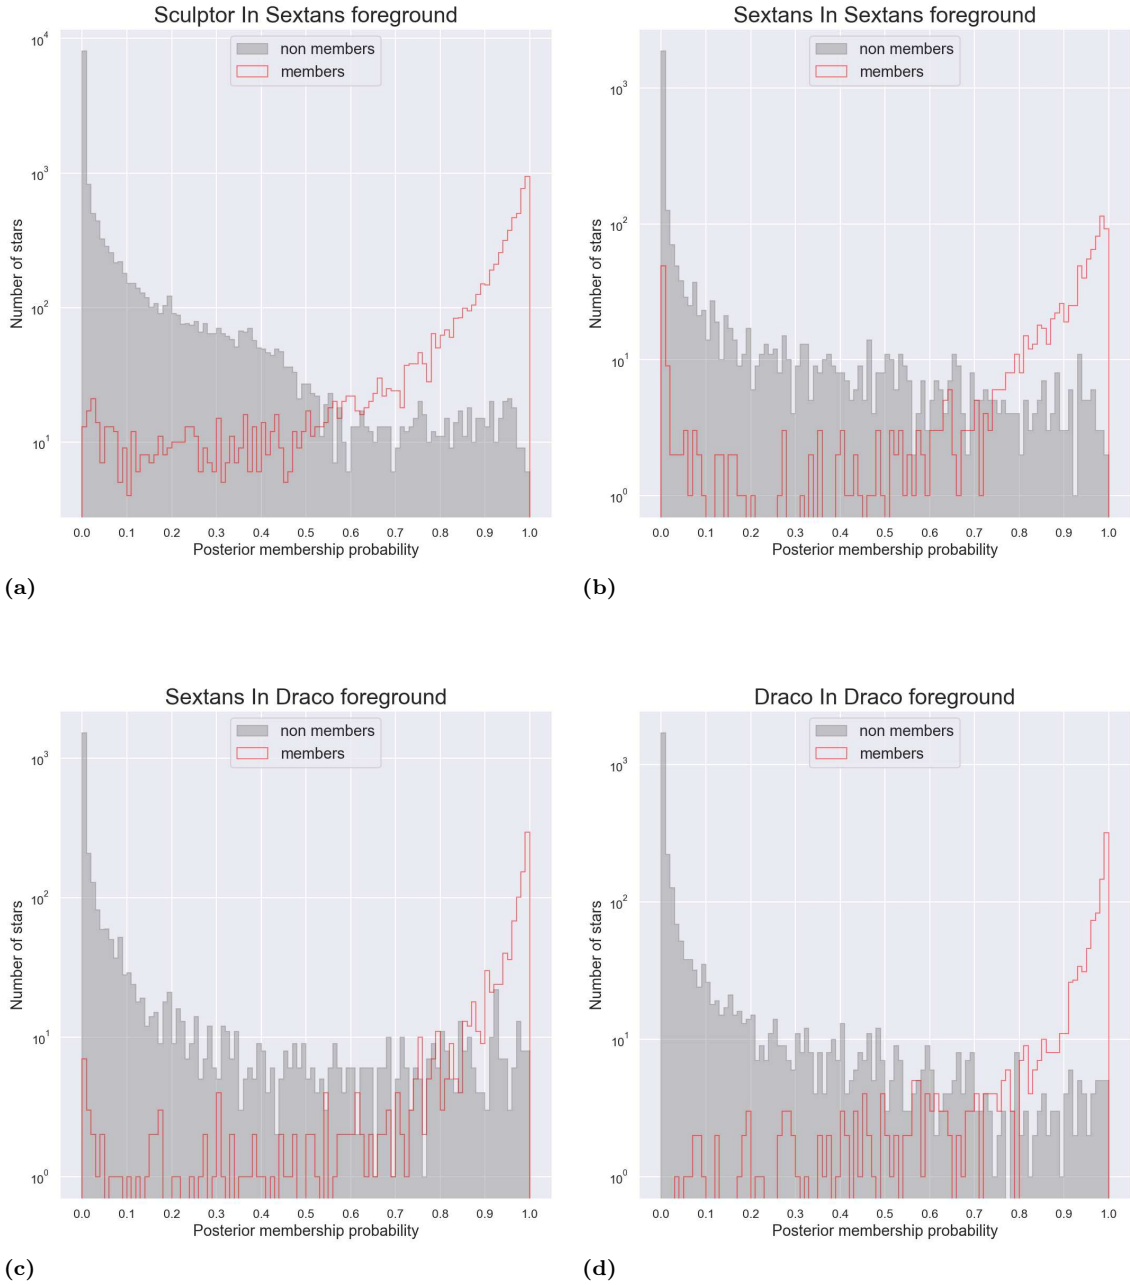 Sculptor In Sextans foreground
non members
members
10^4
10^3
10^2
10^1
Number of stars
0.0 0.1 0.2 0.3 0.4 0.5 0.6 0.7 0.8 0.9 1.0
Posterior membership probability
(a)
Sextans In Sextans foreground
non members
members
10^3
10^2
10^1
10^0
Number of stars
0.0 0.1 0.2 0.3 0.4 0.5 0.6 0.7 0.8 0.9 1.0
Posterior membership probability
(b)
Sextans In Draco foreground
non members
members
10^3
10^2
10^1
10^0
Number of stars
0.0 0.1 0.2 0.3 0.4 0.5 0.6 0.7 0.8 0.9 1.0
Posterior membership probability
(c)
Draco In Draco foreground
non members
members
10^3
10^2
10^1
10^0
Number of stars
0.0 0.1 0.2 0.3 0.4 0.5 0.6 0.7 0.8 0.9 1.0
Posterior membership probability
(d)